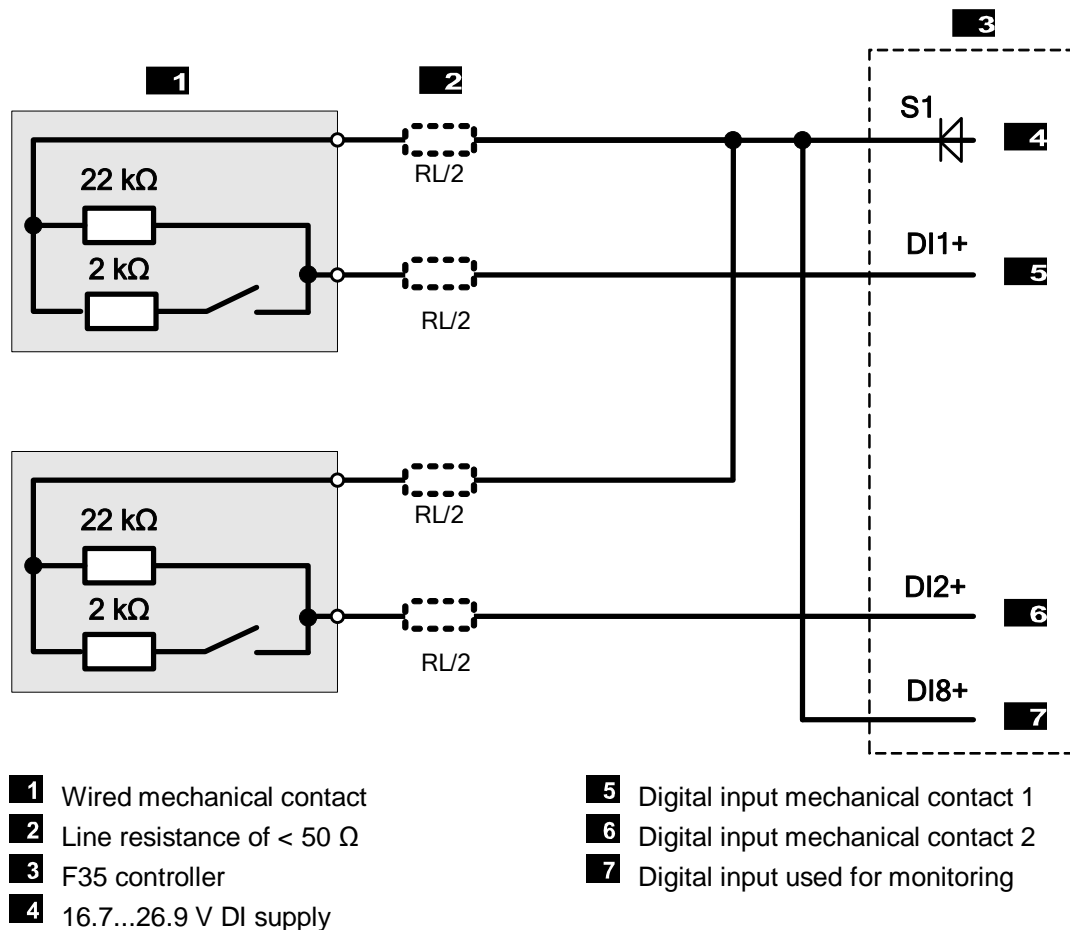 3
1
2
S1
4
RL/2
22 kΩ
DI1+
2 kΩ
5
RL/2
22 kΩ
RL/2
2 kΩ
DI2+
6
RL/2
DI8+
7
1 Wired mechanical contact
2 Line resistance of < 50 Ω
3 F35 controller
4 16.7...26.9 V DI supply
5 Digital input mechanical contact 1
6 Digital input mechanical contact 2
7 Digital input used for monitoring